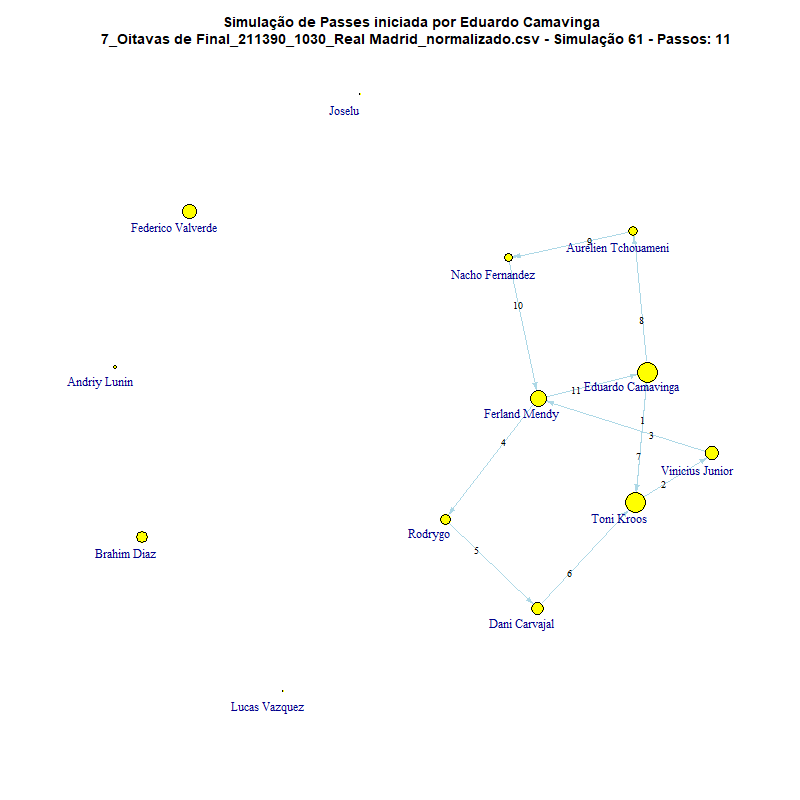 Simulação de Passes iniciada por Eduardo Camavinga
7_Oitavas de Final_211390_1030_Real Madrid_normalizado.csv - Simulação 61 - Passos: 11
Joselu
Federico Valverde
9
Aurélien Tchouameni
Nacho Fernandez
10
8
Andriy Lunin
Eduardo Camavinga
11
Ferland Mendy
1
3
4
7
Vinicius Junior
2
Toni Kroos
Rodrygo
Brahim Diaz
5
6
Dani Carvajal
Lucas Vazquez